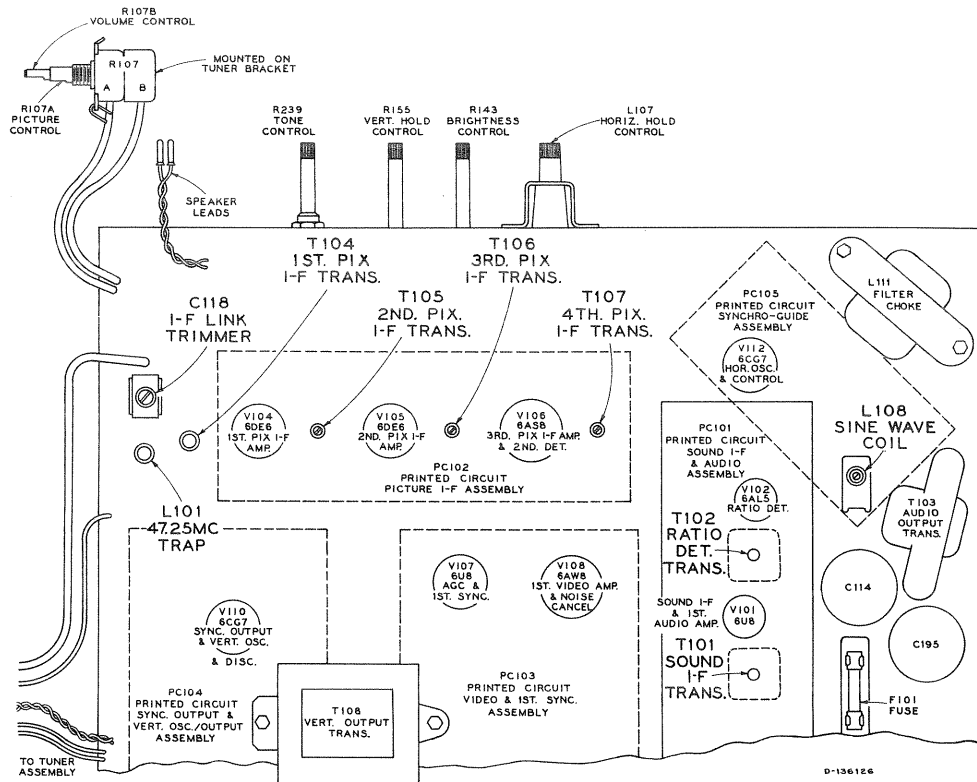 R107B
VOLUME CONTROL
R107
A
B
MOUNTED ON
TUNER BRACKET
R107A
PICTURE
CONTROL
SPEAKER
LEADS
R239
TONE
CONTROL
R155
VERT. HOLD
CONTROL
R143
BRIGHTNESS
CONTROL
L107
HORIZ. HOLD
CONTROL
T104
1ST. PIX
I-F TRANS.
T106
3RD. PIX
I-F TRANS.
C118
I-F LINK
TRIMMER
T105
2ND. PIX.
I-F TRANS.
T107
4TH. PIX.
I-F TRANS.
PC105
PRINTED CIRCUIT
SYNCHRO-GUIDE
ASSEMBLY
L111
FILTER
CHOKE
V112
6CG7
HOR. OSC.
& CONTROL
V104
6DE6
1ST. PIX I-F
AMP.
V105
6DE6
2ND. PIX I-F
AMP.
V106
6AS8
3RD. PIX I-F AMP.
& 2ND. DET.
PC102
PRINTED CIRCUIT
PICTURE I-F ASSEMBLY
PC101
PRINTED CIRCUIT
SOUND I-F
& AUDIO
ASSEMBLY
L108
SINE WAVE
COIL
L101
47.25MC
TRAP
V102
6AL5
RATIO DET.
T103
AUDIO
OUTPUT
TRANS.
T102
RATIO
DET.
TRANS.
V107
6U8
AGC &
1ST. SYNC.
V108
6AW8
1ST. VIDEO AMP.
& NOISE
CANCEL
C114
V110
6CG7
SYNC. OUTPUT
& VERT. OSC.
& DISC.
SOUND I-F
& 1ST.
AUDIO AMP.
V101
6U8
C195
T101
SOUND
I-F
TRANS.
PC104
PRINTED CIRCUIT
SYNC. OUTPUT &
VERT. OSC./OUTPUT
ASSEMBLY
T108
VERT. OUTPUT
TRANS.
PC103
PRINTED CIRCUIT
VIDEO & 1ST. SYNC.
ASSEMBLY
F101
FUSE
TO TUNER
ASSEMBLY
D-136126